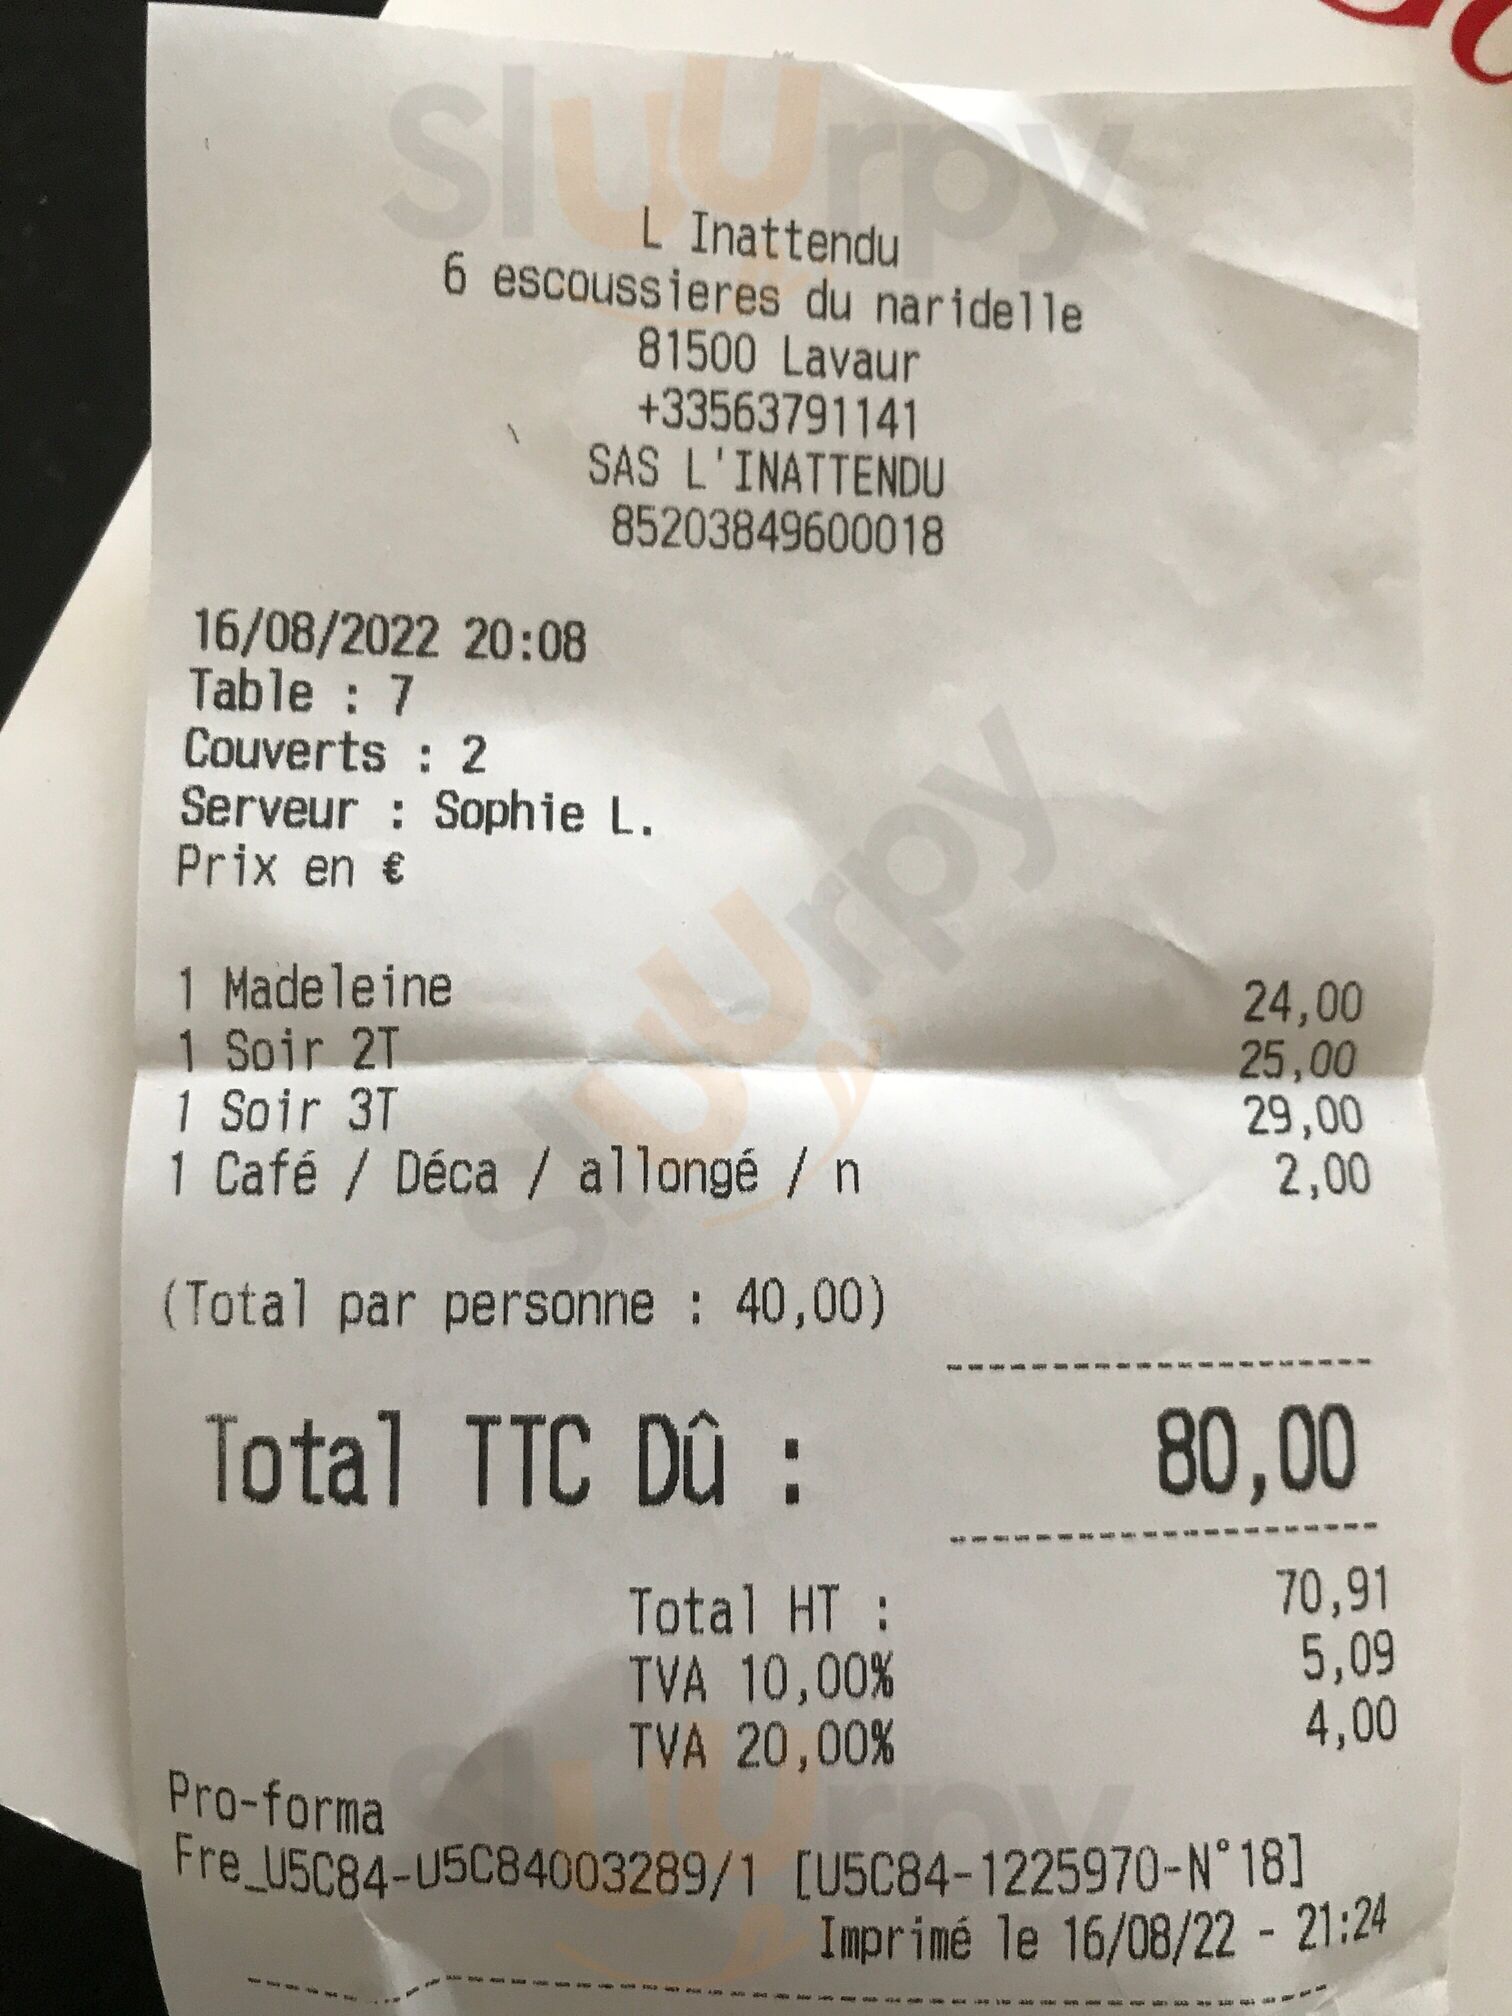 L Inattendu
6 escoussieres du naridelle
81500 Lavaur
+33563791141
SAS L'INATTENDU
85203849600018
16/08/2022 20:08
Table : 7
Couverts : 2
Serveur : Sophie L.
Prix en €
1 Madeleine 24,00
1 Soir 2T 25,00
1 Soir 3T 29,00
1 Café / Déca / allongé / n 2,00
(Total par personne : 40,00)
Total TTC Dû : 80,00
Total HT : 70,91
TVA 10,00% 5,09
TVA 20,00% 4,00
Pro-forma
Fre_U5C84-U5C84003289/1 [U5C84-1225970-N°18]
Imprimé le 16/08/22 - 21:24
Sluurpy
Sluurpy
Sluurpy